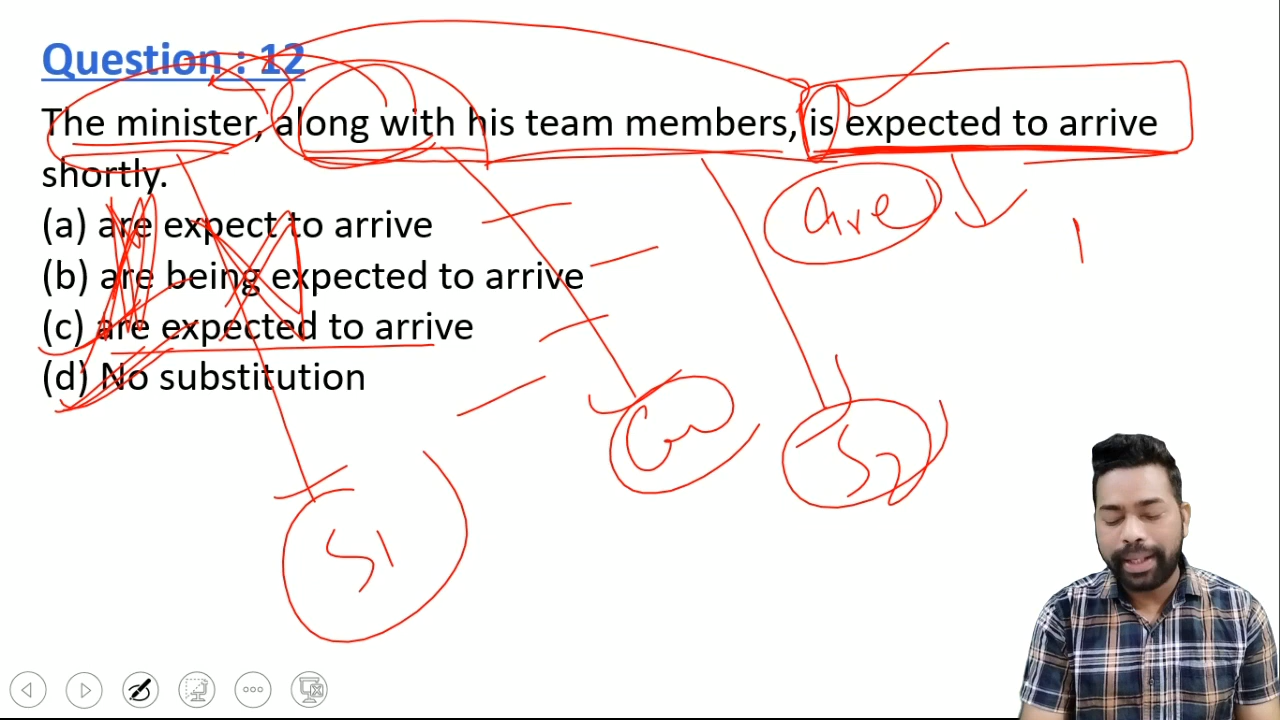 Question : 12
The minister, along with his team members, is expected to arrive
shortly.
are
(a) are expect to arrive
(b) are being expected to arrive
(c) are expected to arrive
(d) No substitution
S1
S2